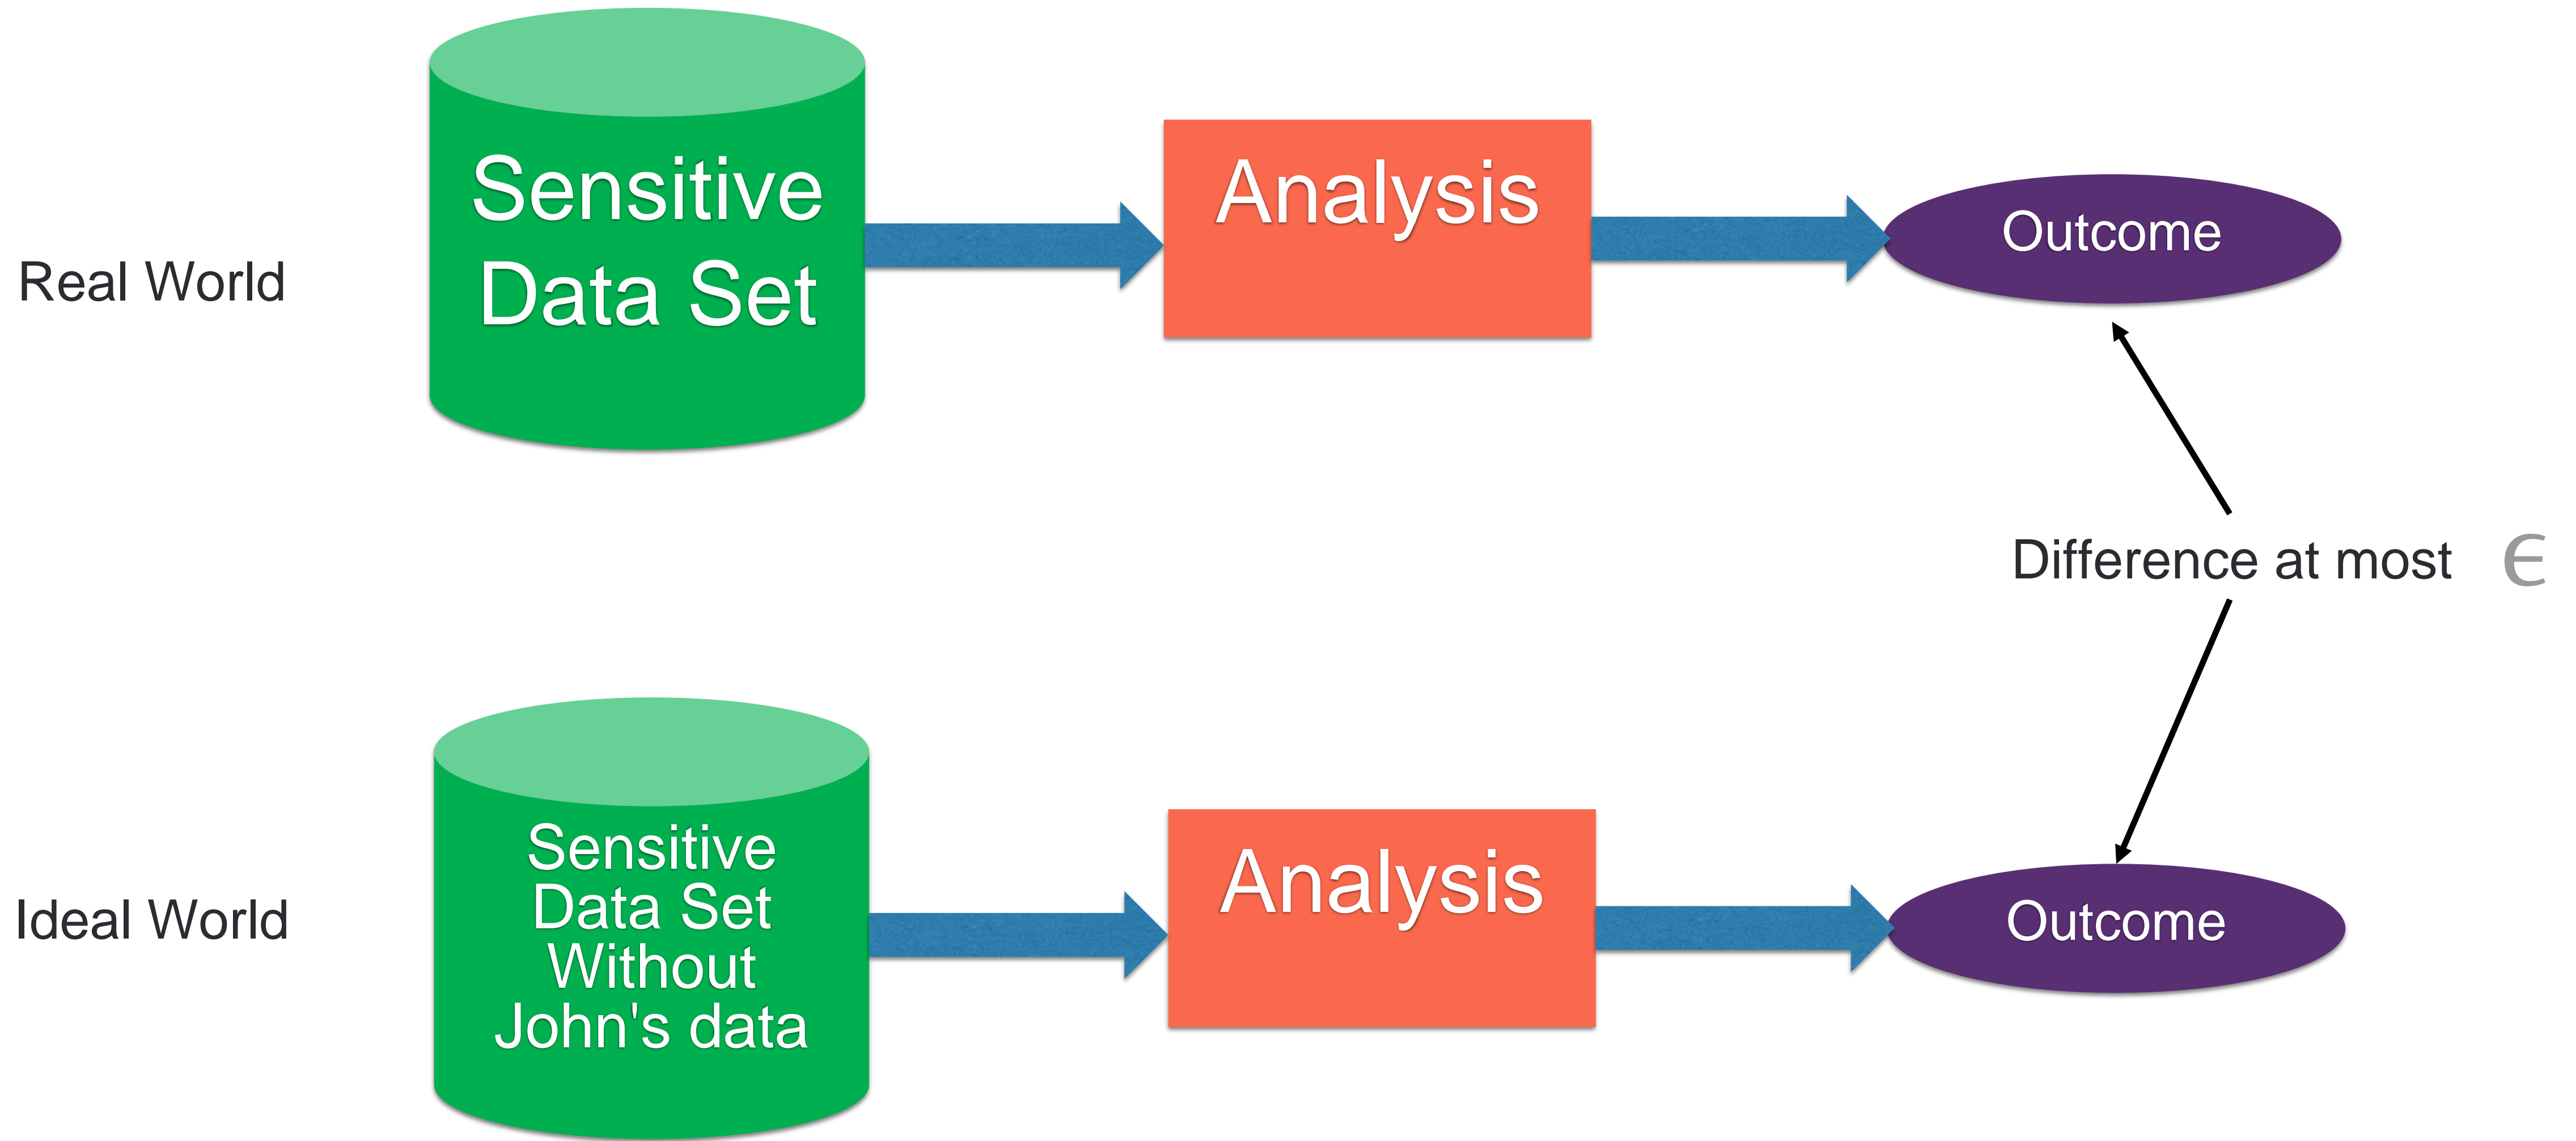 Real World
Sensitive
Data Set
Analysis
Outcome
Difference at most ϵ
Ideal World
Sensitive
Data Set
Without
John's data
Analysis
Outcome